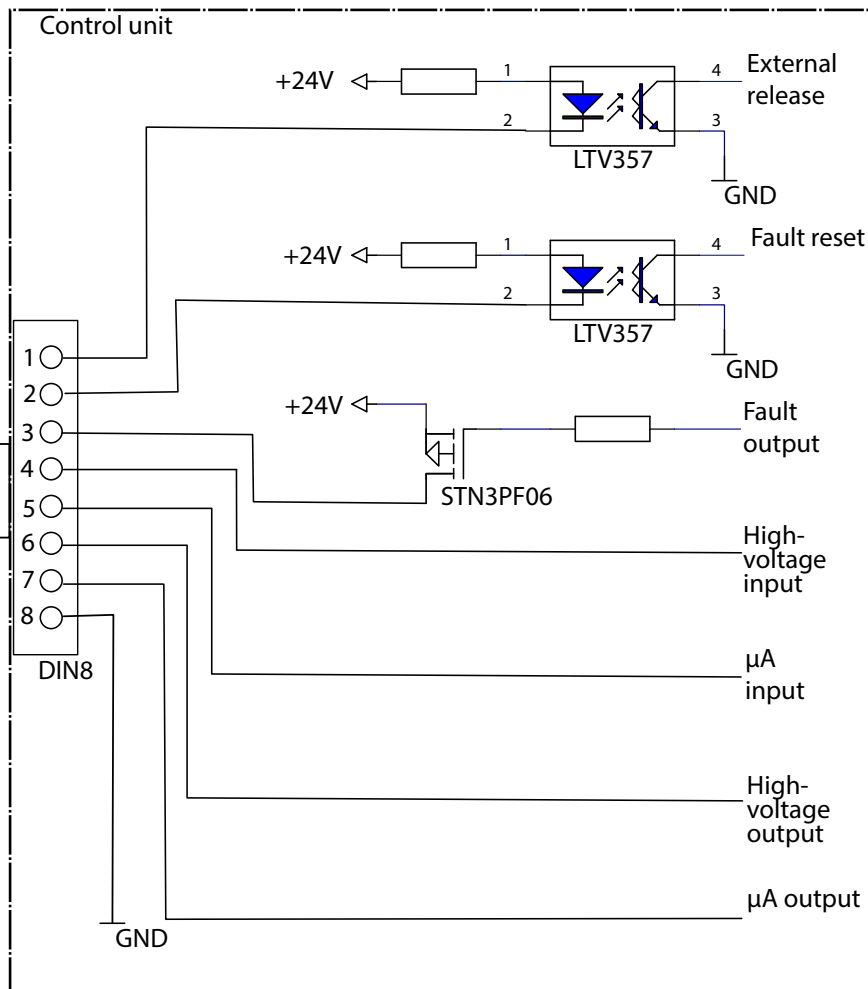 Control unit
+24V
1
2
LTV357
4
3
External
release
GND
+24V
1
2
LTV357
4
3
Fault reset
GND
1
2
3
4
5
6
7
8
DIN8
+24V
STN3PF06
Fault
output
High-
voltage
input
µA
input
High-
voltage
output
µA output
GND